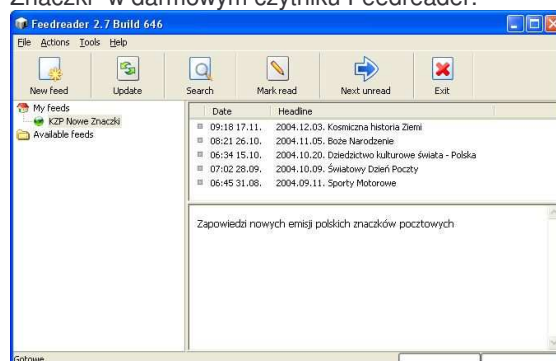 Znaczki" w darmowym czytniku Feedreader.
Feedreader 2.7 Build 646
File Actions Tools Help
New feed Update Search Mark read Next unread Exit
My feeds
KZP Nowe Znaczki
Available feeds
Date Headline
09:18 17.11. 2004.12.03. Kosmiczna historia Ziemi
08:21 26.10. 2004.11.05. Boże Narodzenie
06:34 15.10. 2004.10.20. Dziedzictwo kulturowe świata - Polska
07:02 28.09. 2004.10.09. Światowy Dzień Poczty
06:45 31.08. 2004.09.11. Sporty Motorowe
Zapowiedzi nowych emisji polskich znaczków pocztowych
Gotowe